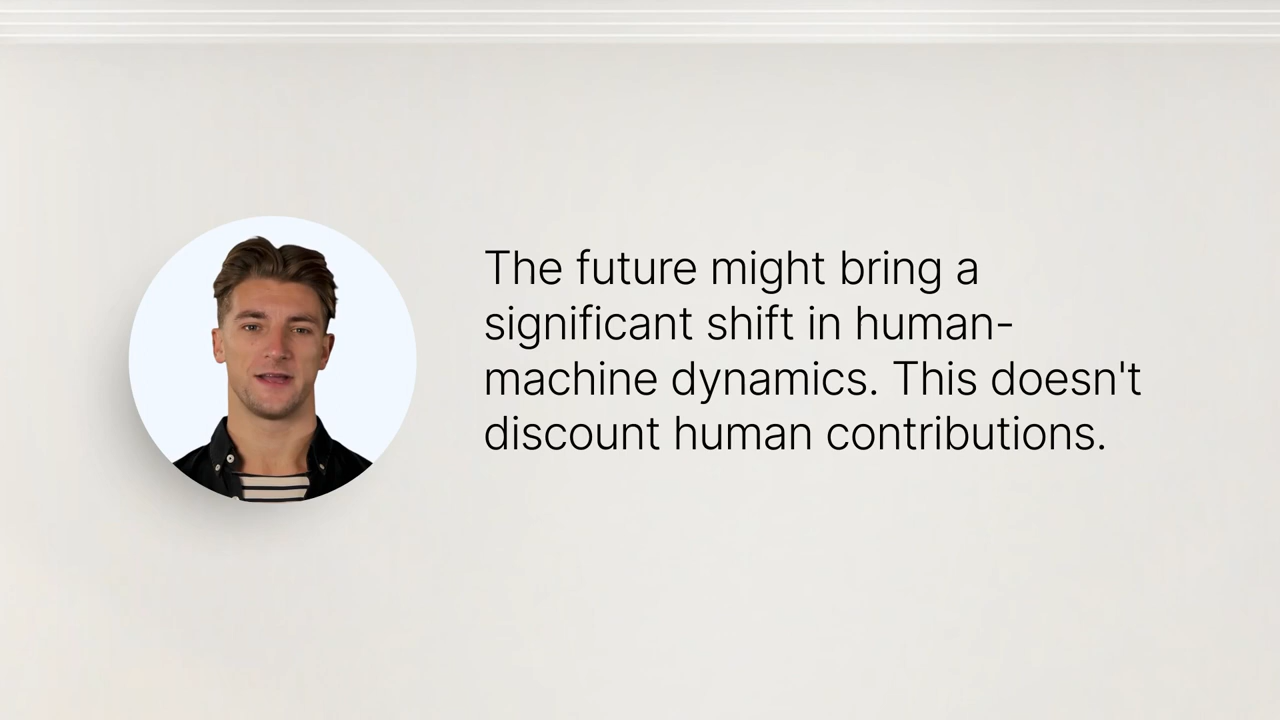 The future might bring a
significant shift in human-
machine dynamics. This doesn't
discount human contributions.